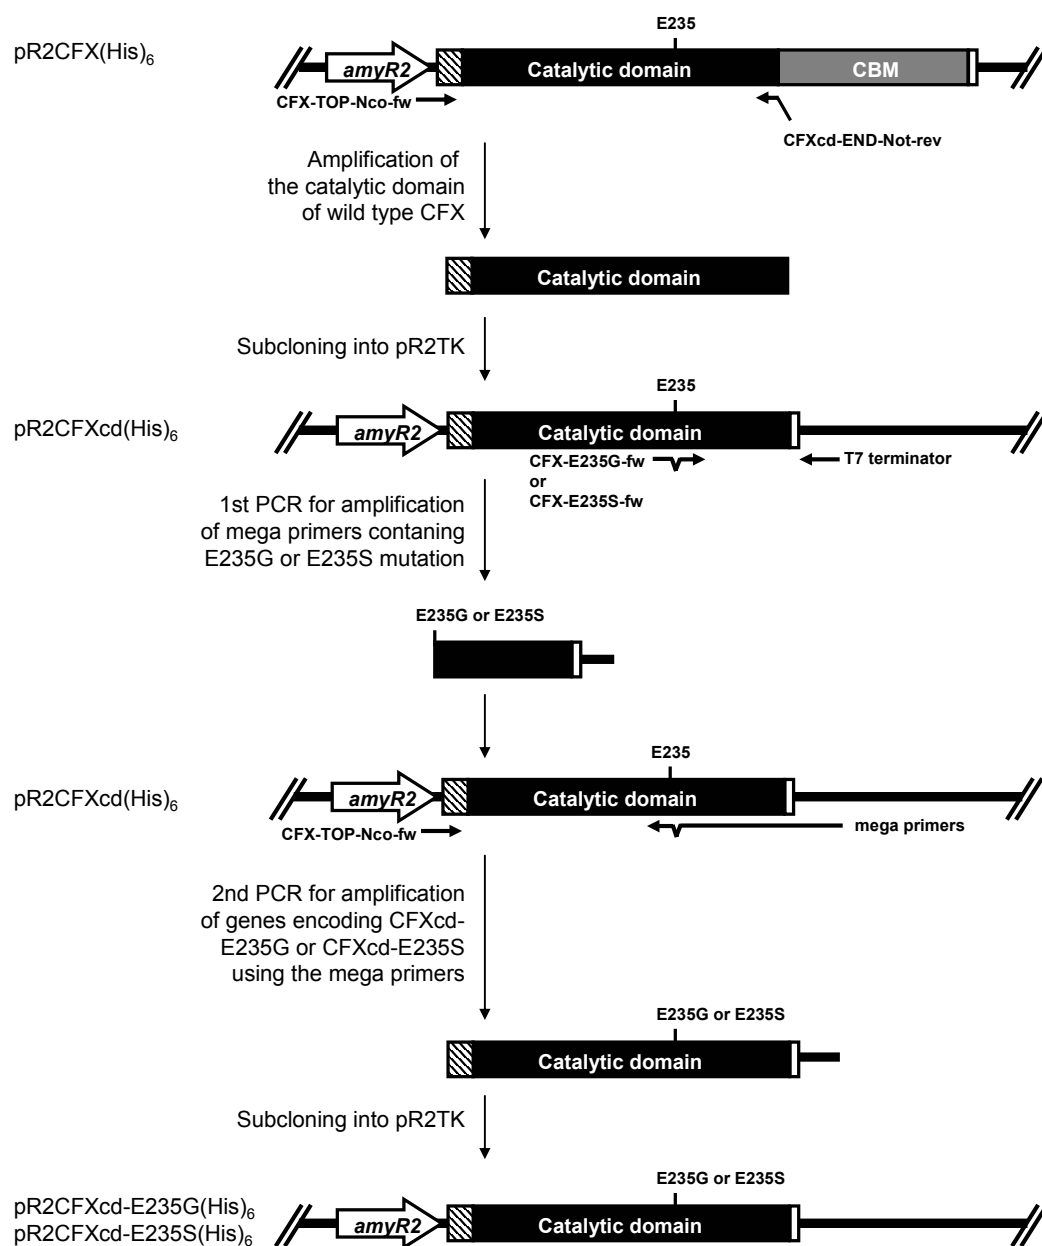 pR2CFX(His)6
E235
amyR2
Catalytic domain
CBM
CFX-TOP-Nco-fw
CFXcd-END-Not-rev
Amplification of
the catalytic domain
of wild type CFX
Catalytic domain
Subcloning into pR2TK
E235
pR2CFXcd(His)6
amyR2
Catalytic domain
CFX-E235G-fw
or
CFX-E235S-fw
T7 terminator
1st PCR for amplification
of mega primers contaning
E235G or E235S mutation
E235G or E235S
E235
pR2CFXcd(His)6
amyR2
Catalytic domain
CFX-TOP-Nco-fw
mega primers
2nd PCR for amplification
of genes encoding CFXcd-
E235G or CFXcd-E235S
using the mega primers
E235G or E235S
Catalytic domain
Subcloning into pR2TK
E235G or E235S
pR2CFXcd-E235G(His)6
pR2CFXcd-E235S(His)6
amyR2
Catalytic domain